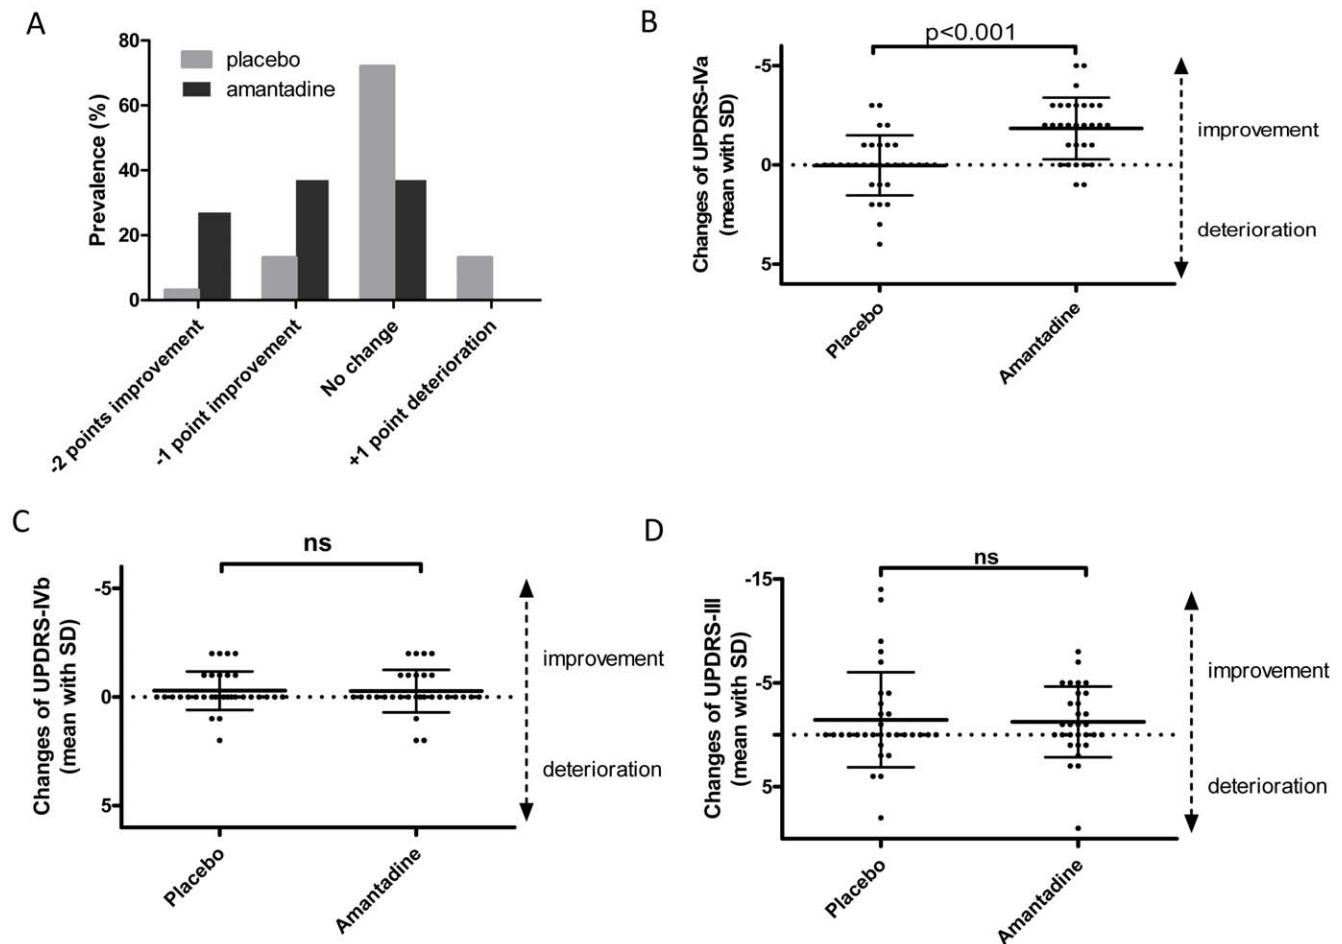 A
80
60
40
20
0
Prevalence (%)
placebo
amantadine
-2 points improvement
-1 point improvement
No change
+1 point deterioration
B
p<0.001
Changes of UPDRS-IVa
(mean with SD)
-5
0
5
improvement
deterioration
Placebo
Amantadine
C
ns
Changes of UPDRS-IVb
(mean with SD)
-5
0
5
improvement
deterioration
Placebo
Amantadine
D
ns
Changes of UPDRS-III
(mean with SD)
-15
-5
5
improvement
deterioration
Placebo
Amantadine